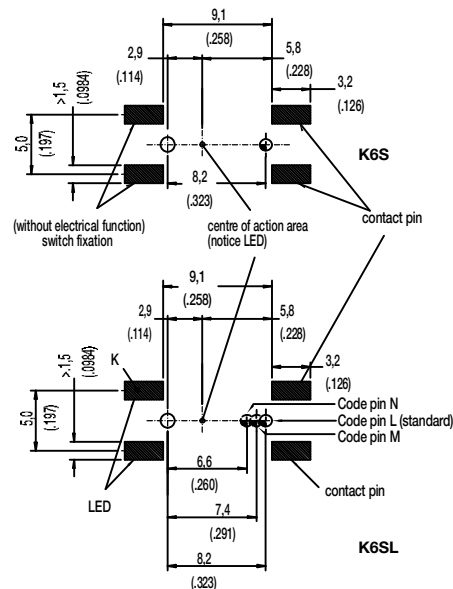 9,1
(.258)
2,9
(.114)
5,8
(.228)
3,2
(.126)
>1,5
(.0984)
5,0
(.197)
K6S
8,2
(.323)
(without electrical function)
switch fixation
centre of action area
(notice LED)
contact pin
9,1
(.258)
2,9
(.114)
5,8
(.228)
3,2
(.126)
>.1,5
(.0984)
K
5,0
(.197)
Code pin N
Code pin L (standard)
Code pin M
6,6
(.260)
LED
contact pin
7,4
(.291)
K6SL
8,2
(.323)